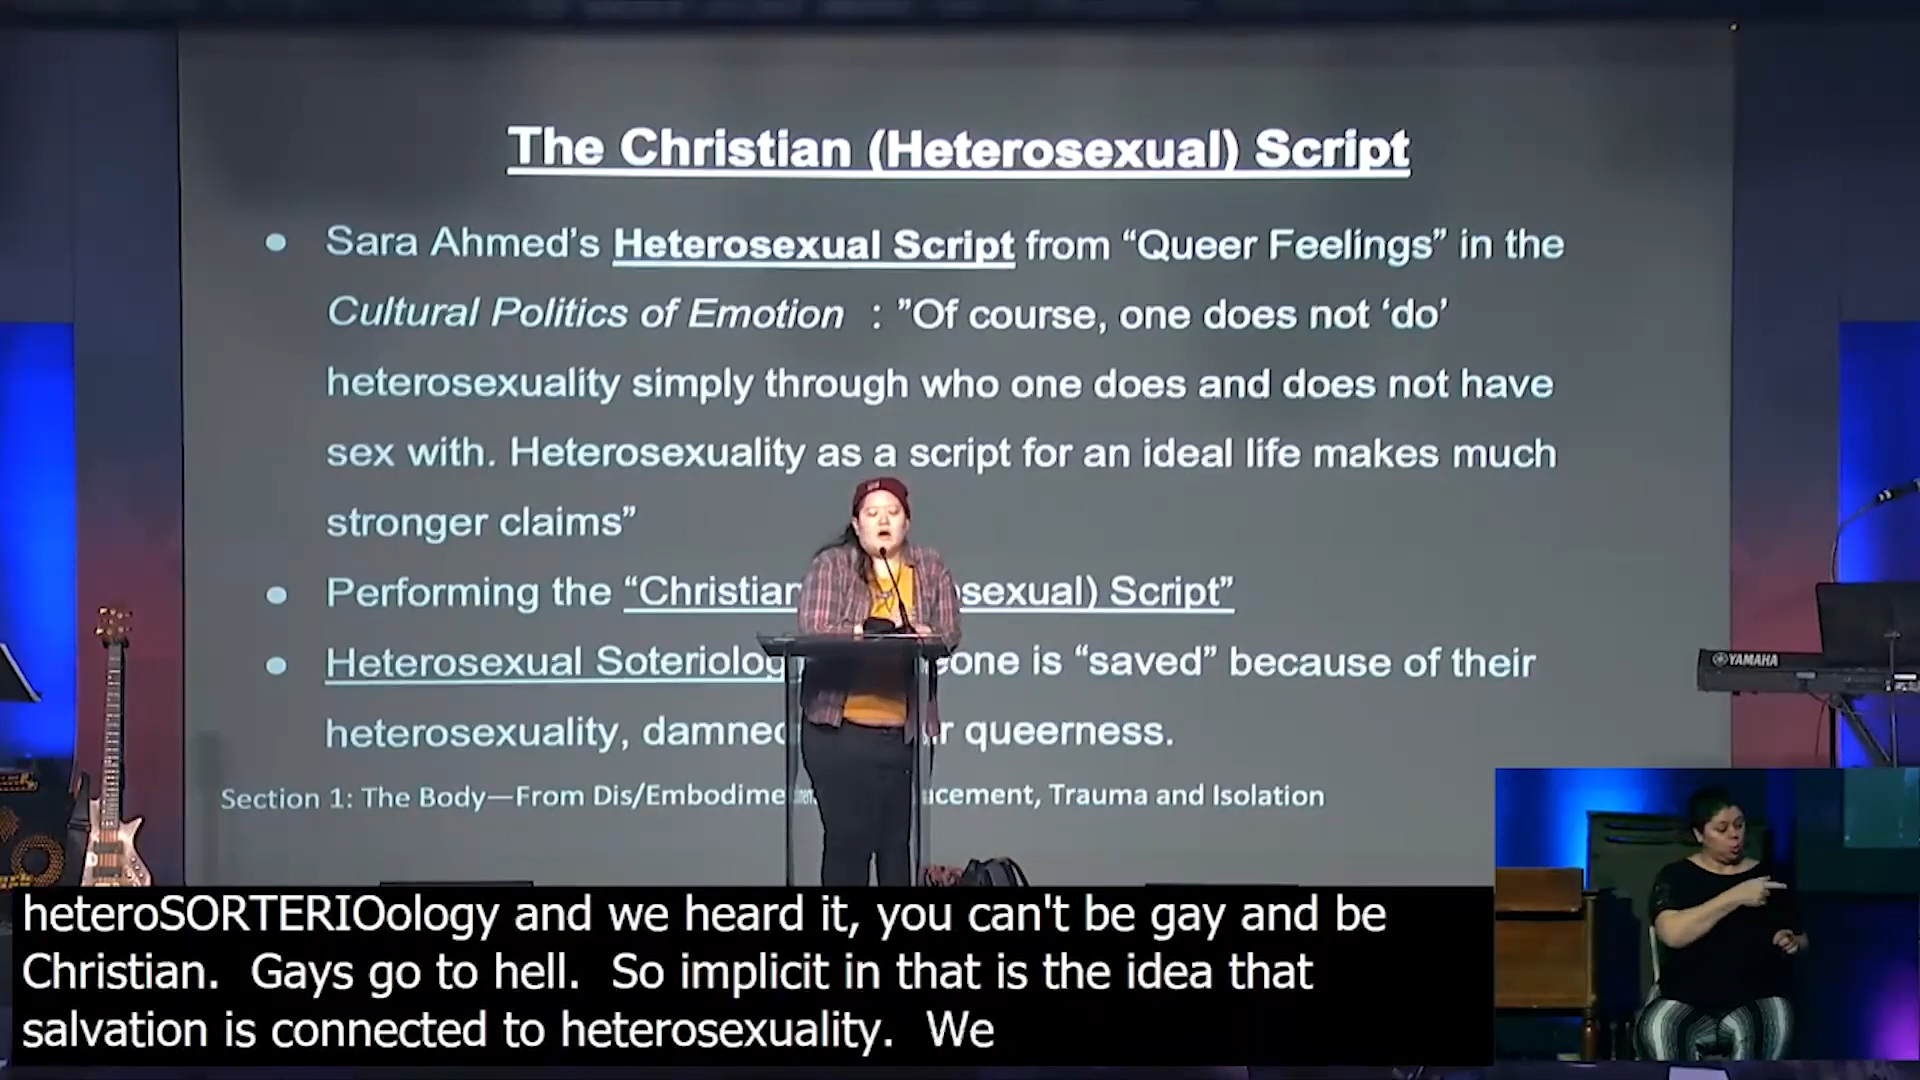 The Christian (Heterosexual) Script
● Sara Ahmed’s Heterosexual Script from “Queer Feelings” in the
Cultural Politics of Emotion : ”Of course, one does not ‘do’
heterosexuality simply through who one does and does not have
sex with. Heterosexuality as a script for an ideal life makes much
stronger claims”
● Performing the “Christian sexual) Script”
● Heterosexual Soteriolog one is “saved” because of their
heterosexuality, damned queerness.
Section 1: The Body—From Dis/Embodime acement, Trauma and Isolation
YAMAHA
heteroSORTERIOology and we heard it, you can't be gay and be
Christian. Gays go to hell. So implicit in that is the idea that
salvation is connected to heterosexuality. We